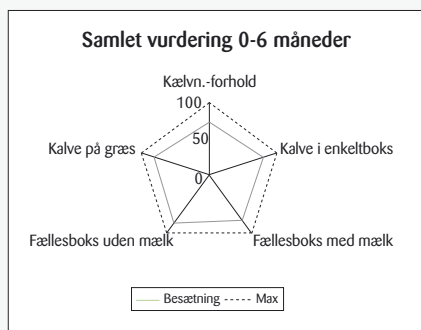 Samlet vurdering 0-6 måneder
Kælvn.-forhold
100
50
0
Kalve på græs
Kalve i enkeltboks
Fællesboks uden mælk
Fællesboks med mælk
Besætning
Max